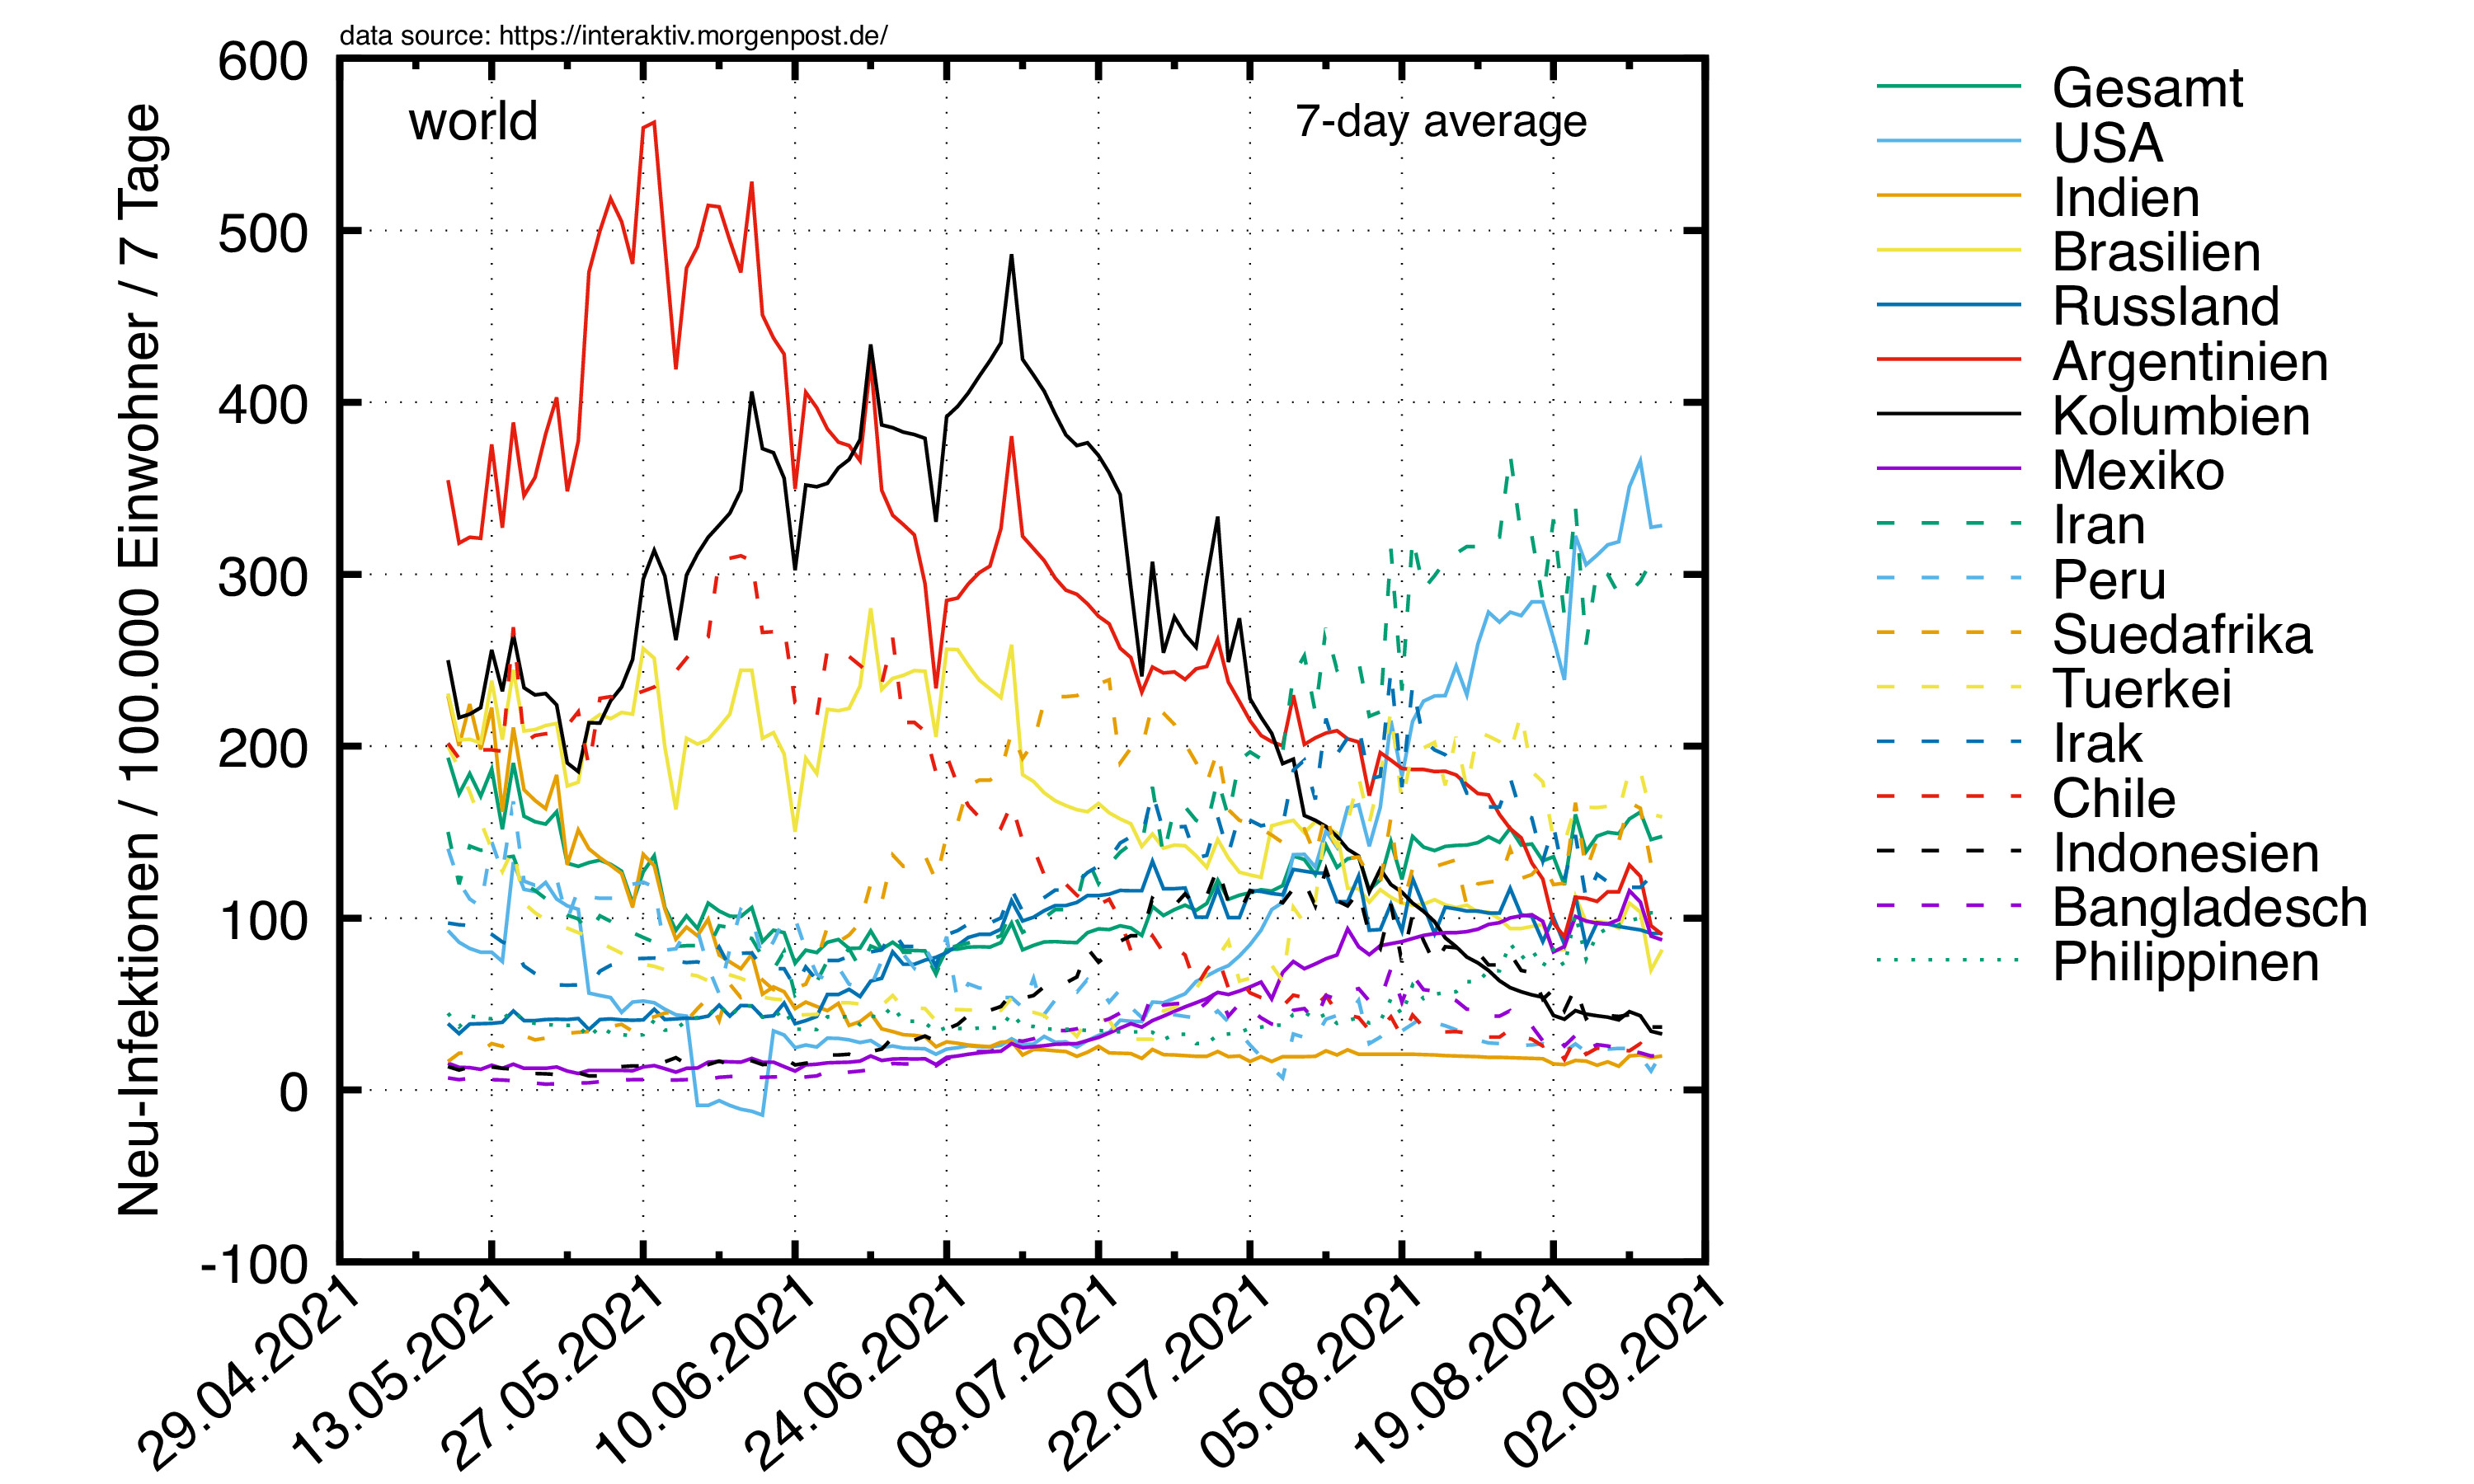 data source: https://interaktiv.morgenpost.de/
world
7-day average
Neu-Infektionen / 100.000 Einwohner / 7 Tage
600
500
400
300
200
100
0
-100
29.04.2021
13.05.2021
27.05.2021
10.06.2021
24.06.2021
08.07.2021
22.07.2021
05.08.2021
19.08.2021
02.09.2021
Gesamt
USA
Indien
Brasilien
Russland
Argentinien
Kolumbien
Mexiko
Iran
Peru
Suedafrika
Tuerkei
Irak
Chile
Indonesien
Bangladesch
Philippinen